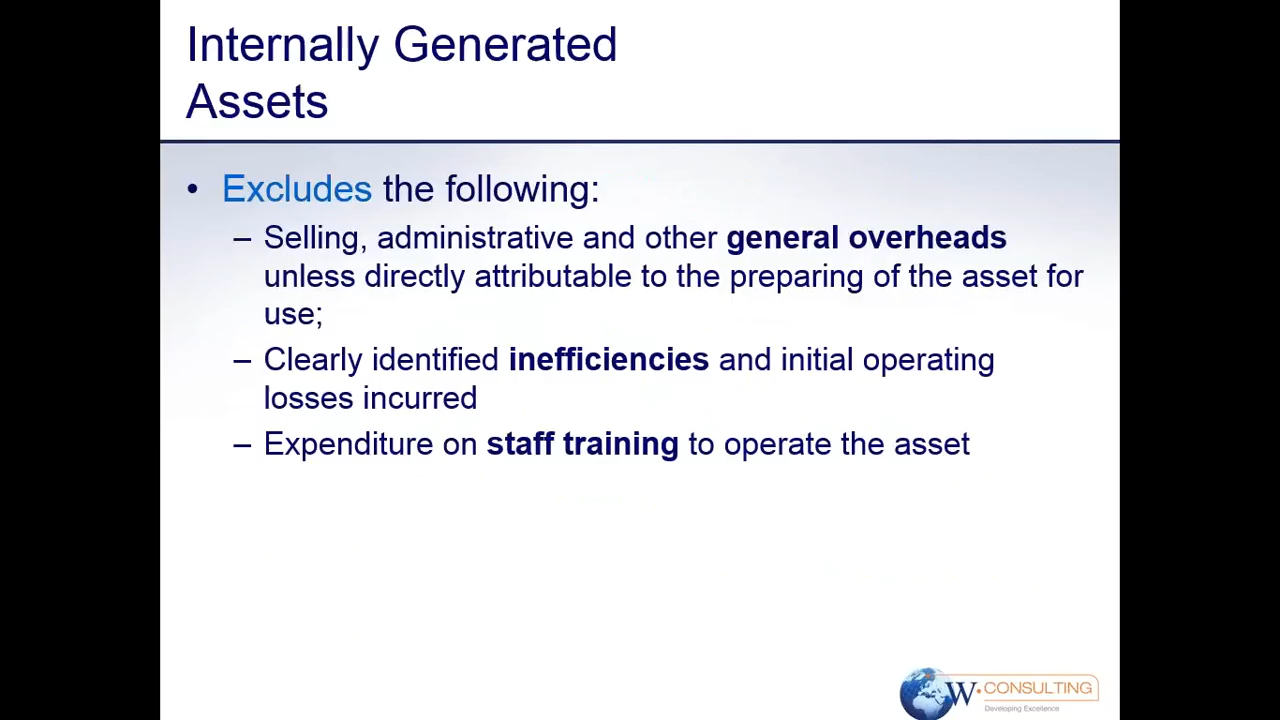 Internally Generated
Assets
• Excludes the following:
– Selling, administrative and other general overheads
unless directly attributable to the preparing of the asset for
use;
– Clearly identified inefficiencies and initial operating
losses incurred
– Expenditure on staff training to operate the asset
W.CONSULTING
Developing Excellence